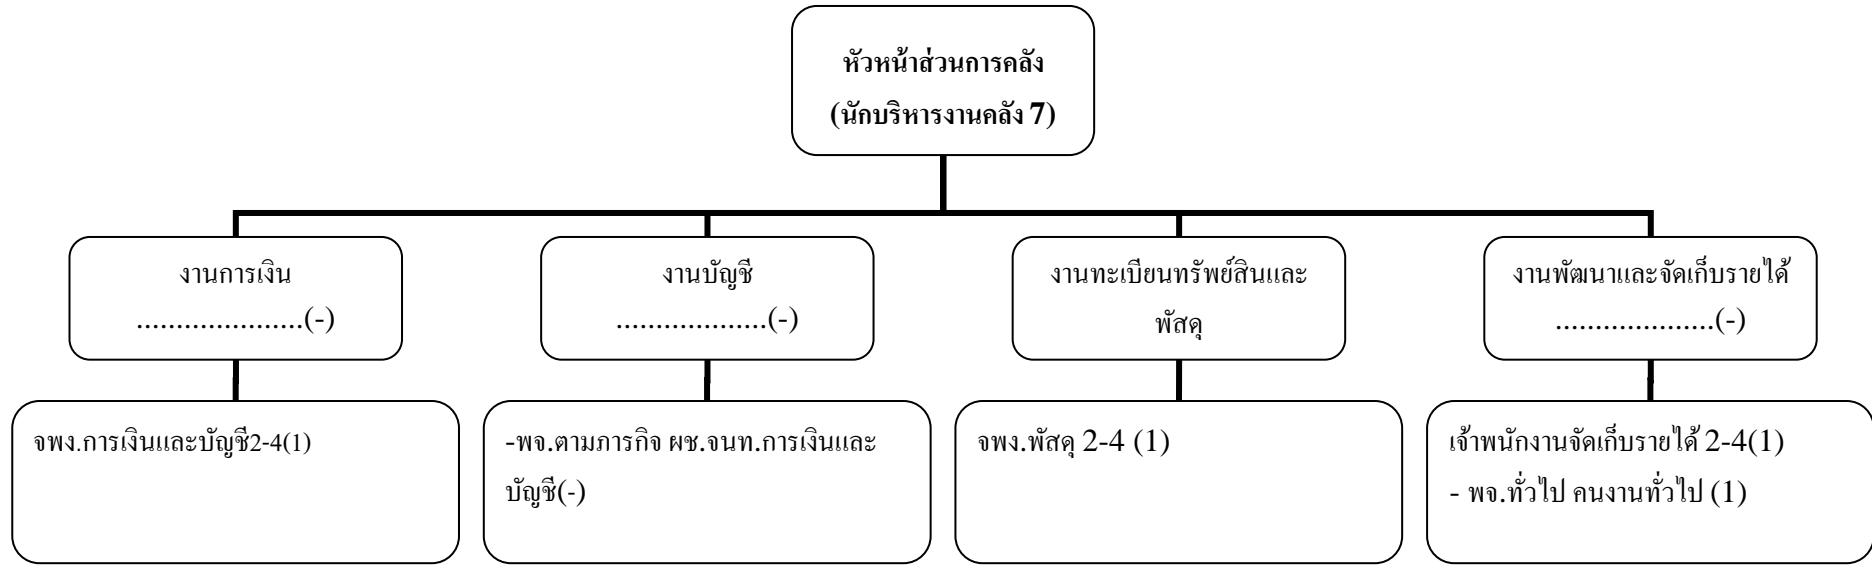 หัวหน้าส่วนการคลัง
(นักบริหารงานคลัง 7)
งานการเงิน
.....................(-)
งานบัญชี
...................(-)
งานทะเบียนทรัพย์สินและ
พัสดุ
งานพัฒนาและจัดเก็บรายได้
....................(-)
จพง.การเงินและบัญชี2-4(1)
-พจ.ตามภารกิจ ผช.จนท.การเงินและ
บัญชี(-)
จพง.พัสดุ 2-4 (1)
เจ้าพนักงานจัดเก็บรายได้ 2-4(1)
- พจ.ทั่วไป คนงานทั่วไป (1)